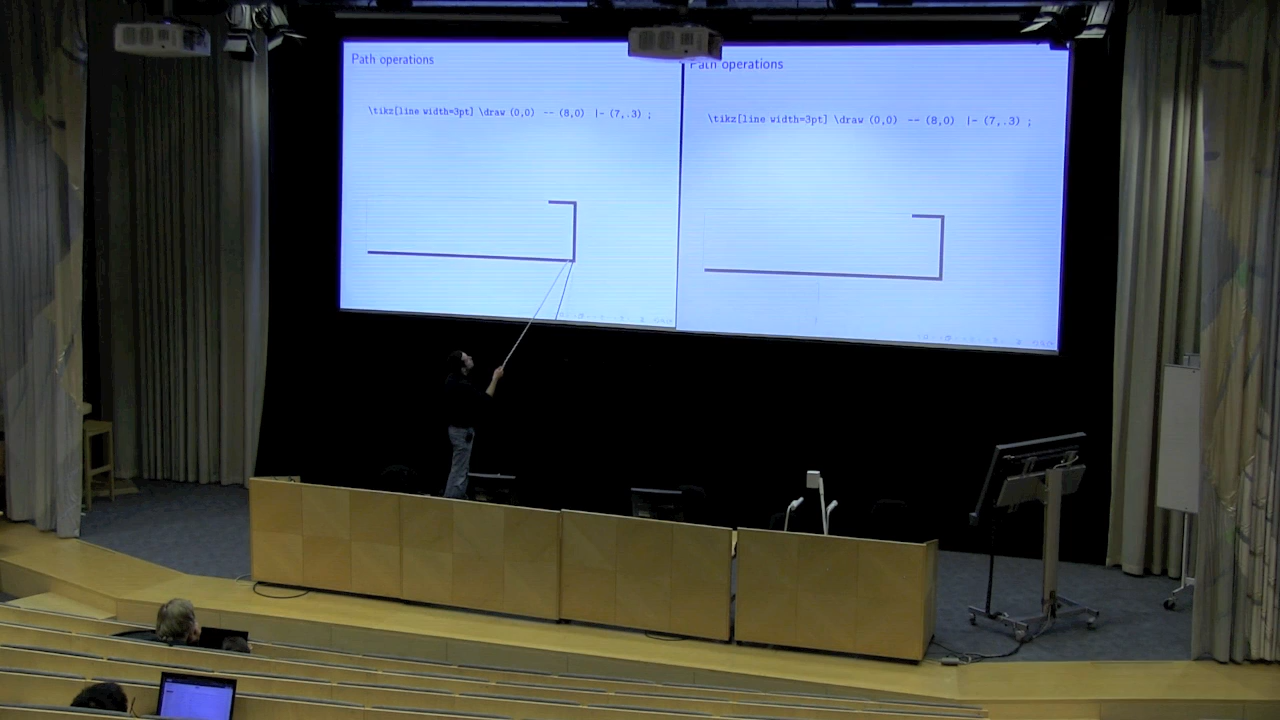 Path operations
\tikz[line width=3pt] \draw (0,0) -- (8,0) |- (7,.3) ;
Path operations
\tikz[line width=3pt] \draw (0,0) -- (8,0) |- (7,.3) ;